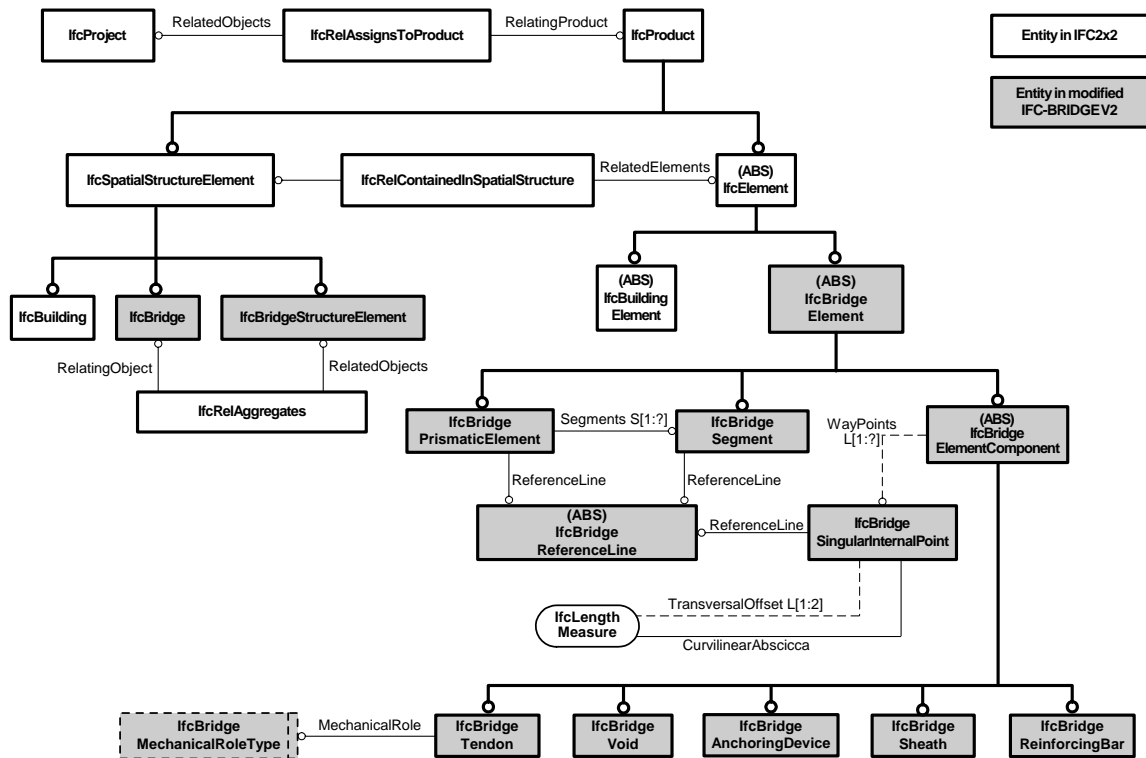 IfcProject
RelatedObjects
IfcRelAssignsToProduct
RelatingProduct
IfcProduct
Entity in IFC2x2
Entity in modified
IFC-BRIDGEV2
IfcSpatialStructureElement
IfcRelContainedInSpatialStructure
RelatedElements
(ABS)
IfcElement
IfcBuilding
IfcBridge
IfcBridgeStructureElement
(ABS)
IfcBuilding
Element
(ABS)
IfcBridge
Element
RelatingObject
RelatedObjects
IfcRelAggregates
IfcBridge
PrismaticElement
Segments S[1:?]
IfcBridge
Segment
WayPoints
L[1:?]
(ABS)
IfcBridge
ElementComponent
ReferenceLine
ReferenceLine
(ABS)
IfcBridge
ReferenceLine
ReferenceLine
IfcBridge
SingularInternalPoint
IfcLength
Measure
TransversalOffset L[1:2]
CurvilinearAbscicca
IfcBridge
MechanicalRoleType
MechanicalRole
IfcBridge
Tendon
IfcBridge
Void
IfcBridge
AnchoringDevice
IfcBridge
Sheath
IfcBridge
ReinforcingBar